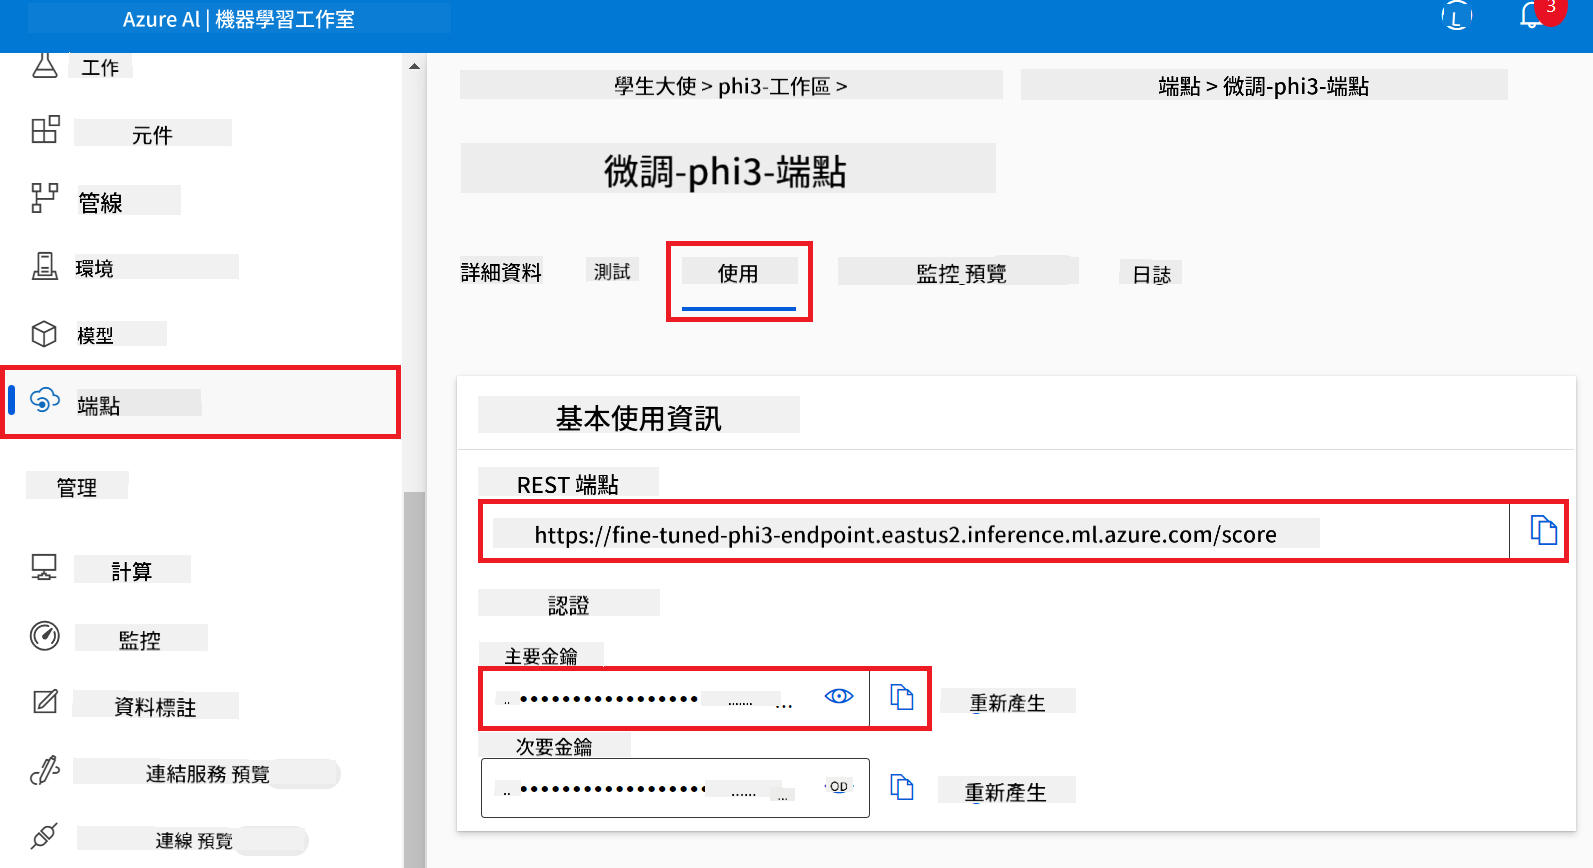 Azure AI | 機器學習工作室
L
3
工作
元件
管線
環境
模型
端點
管理
計算
監控
資料標註
連結服務 預覽
連線 預覽
學生大使 > phi3-工作區 >
端點 > 微調-phi3-端點
微調-phi3-端點
詳細資料
測試
使用
監控 預覽
日誌
基本使用資訊
REST 端點
https://fine-tuned-phi3-endpoint.eastus2.inference.ml.azure.com/score
認證
主要金鑰
重新產生
次要金鑰
OD
重新產生